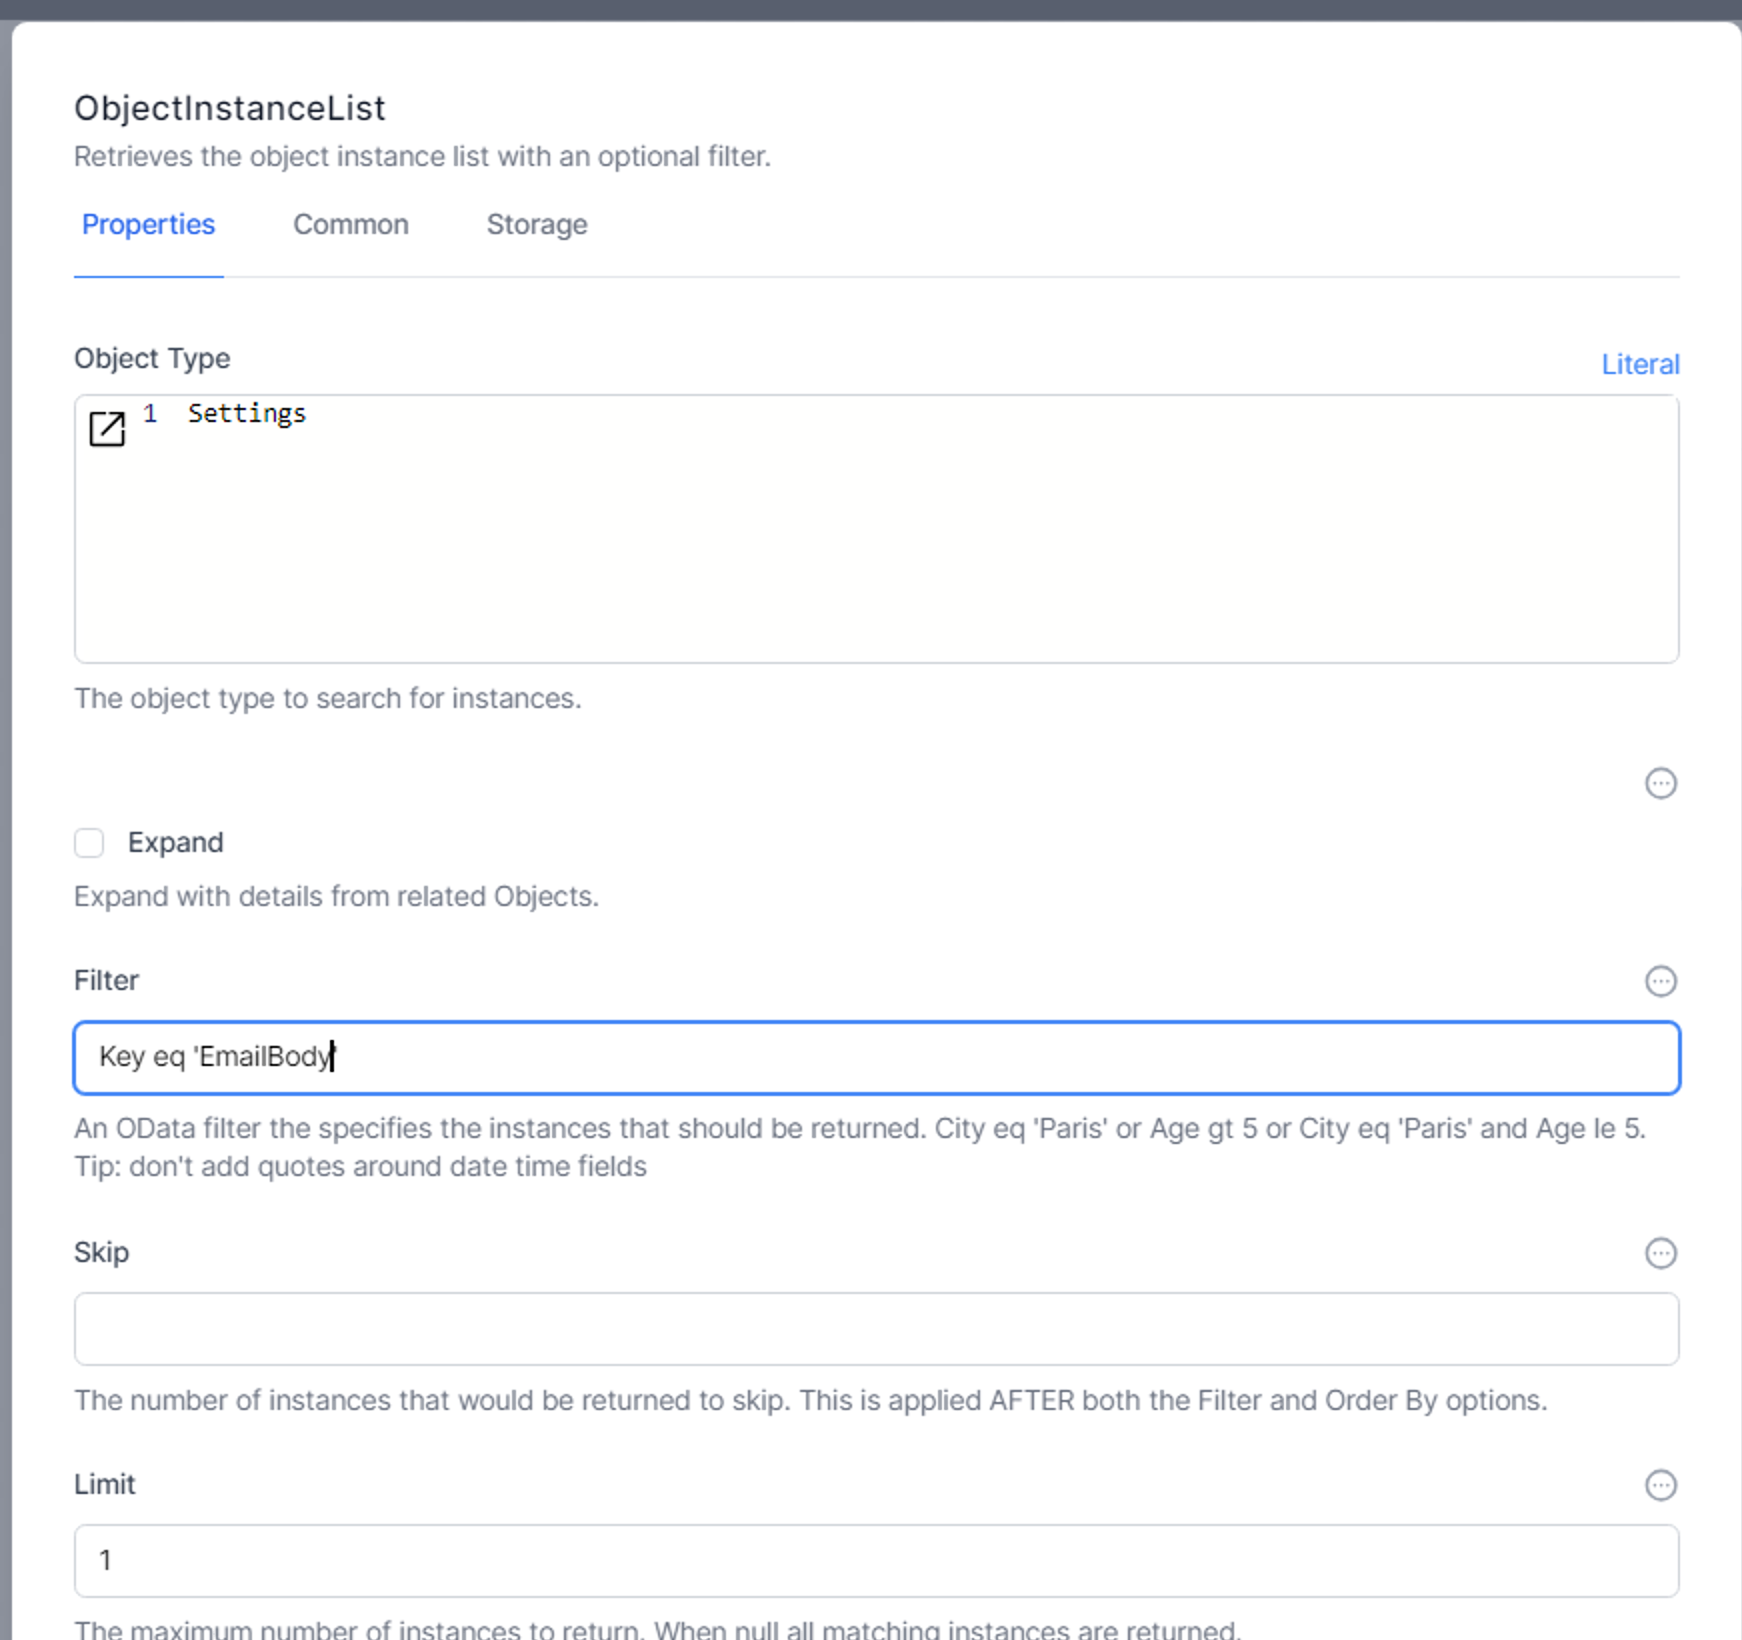 ObjectInstanceList
Retrieves the object instance list with an optional filter.
Properties Common Storage
Object Type
Literal
1 Settings
The object type to search for instances.
Expand
Expand with details from related Objects.
Filter
Key eq 'EmailBody'
An OData filter the specifies the instances that should be returned. City eq 'Paris' or Age gt 5 or City eq 'Paris' and Age le 5.
Tip: don't add quotes around date time fields
Skip
The number of instances that would be returned to skip. This is applied AFTER both the Filter and Order By options.
Limit
1
The maximum number of instances to return. When null all matching instances are returned.